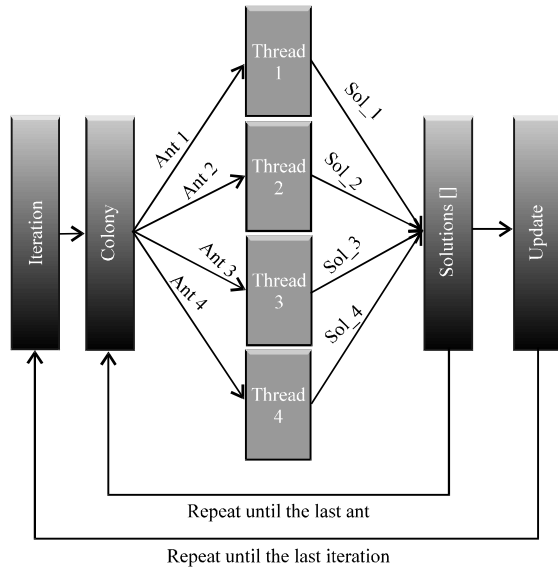 Iteration
Colony
Ant 1
Ant 2
Ant 3
Ant 4
Thread
1
Thread
2
Thread
3
Thread
4
Sol_1
Sol_2
Sol_3
Sol_4
Solutions []
Update
Repeat until the last ant
Repeat until the last iteration